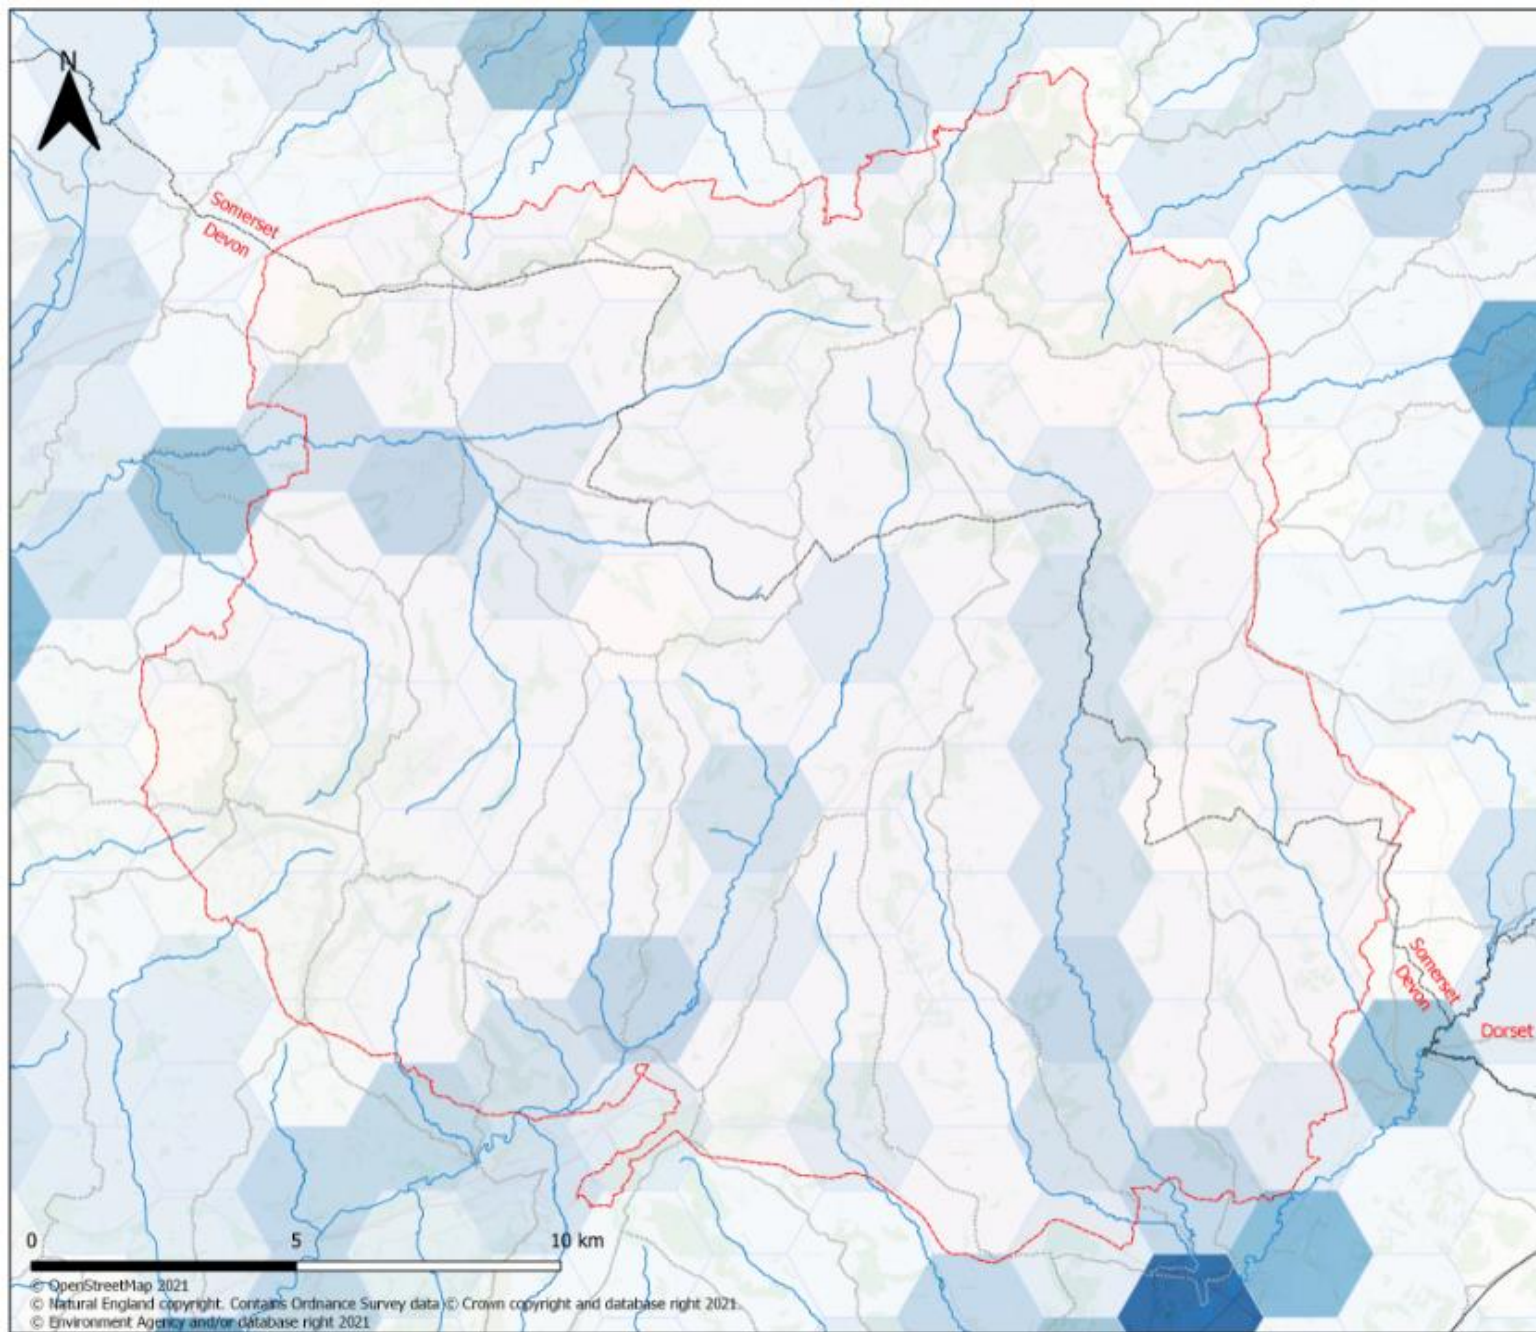 N
Somerset
Devon
Somerset
Devon
Dorset
0 5 10 km
© OpenStreetMap 2021
© Natural England copyright. Contains Ordnance Survey data © Crown copyright and database right 2021.
© Environment Agency and/or database right 2021